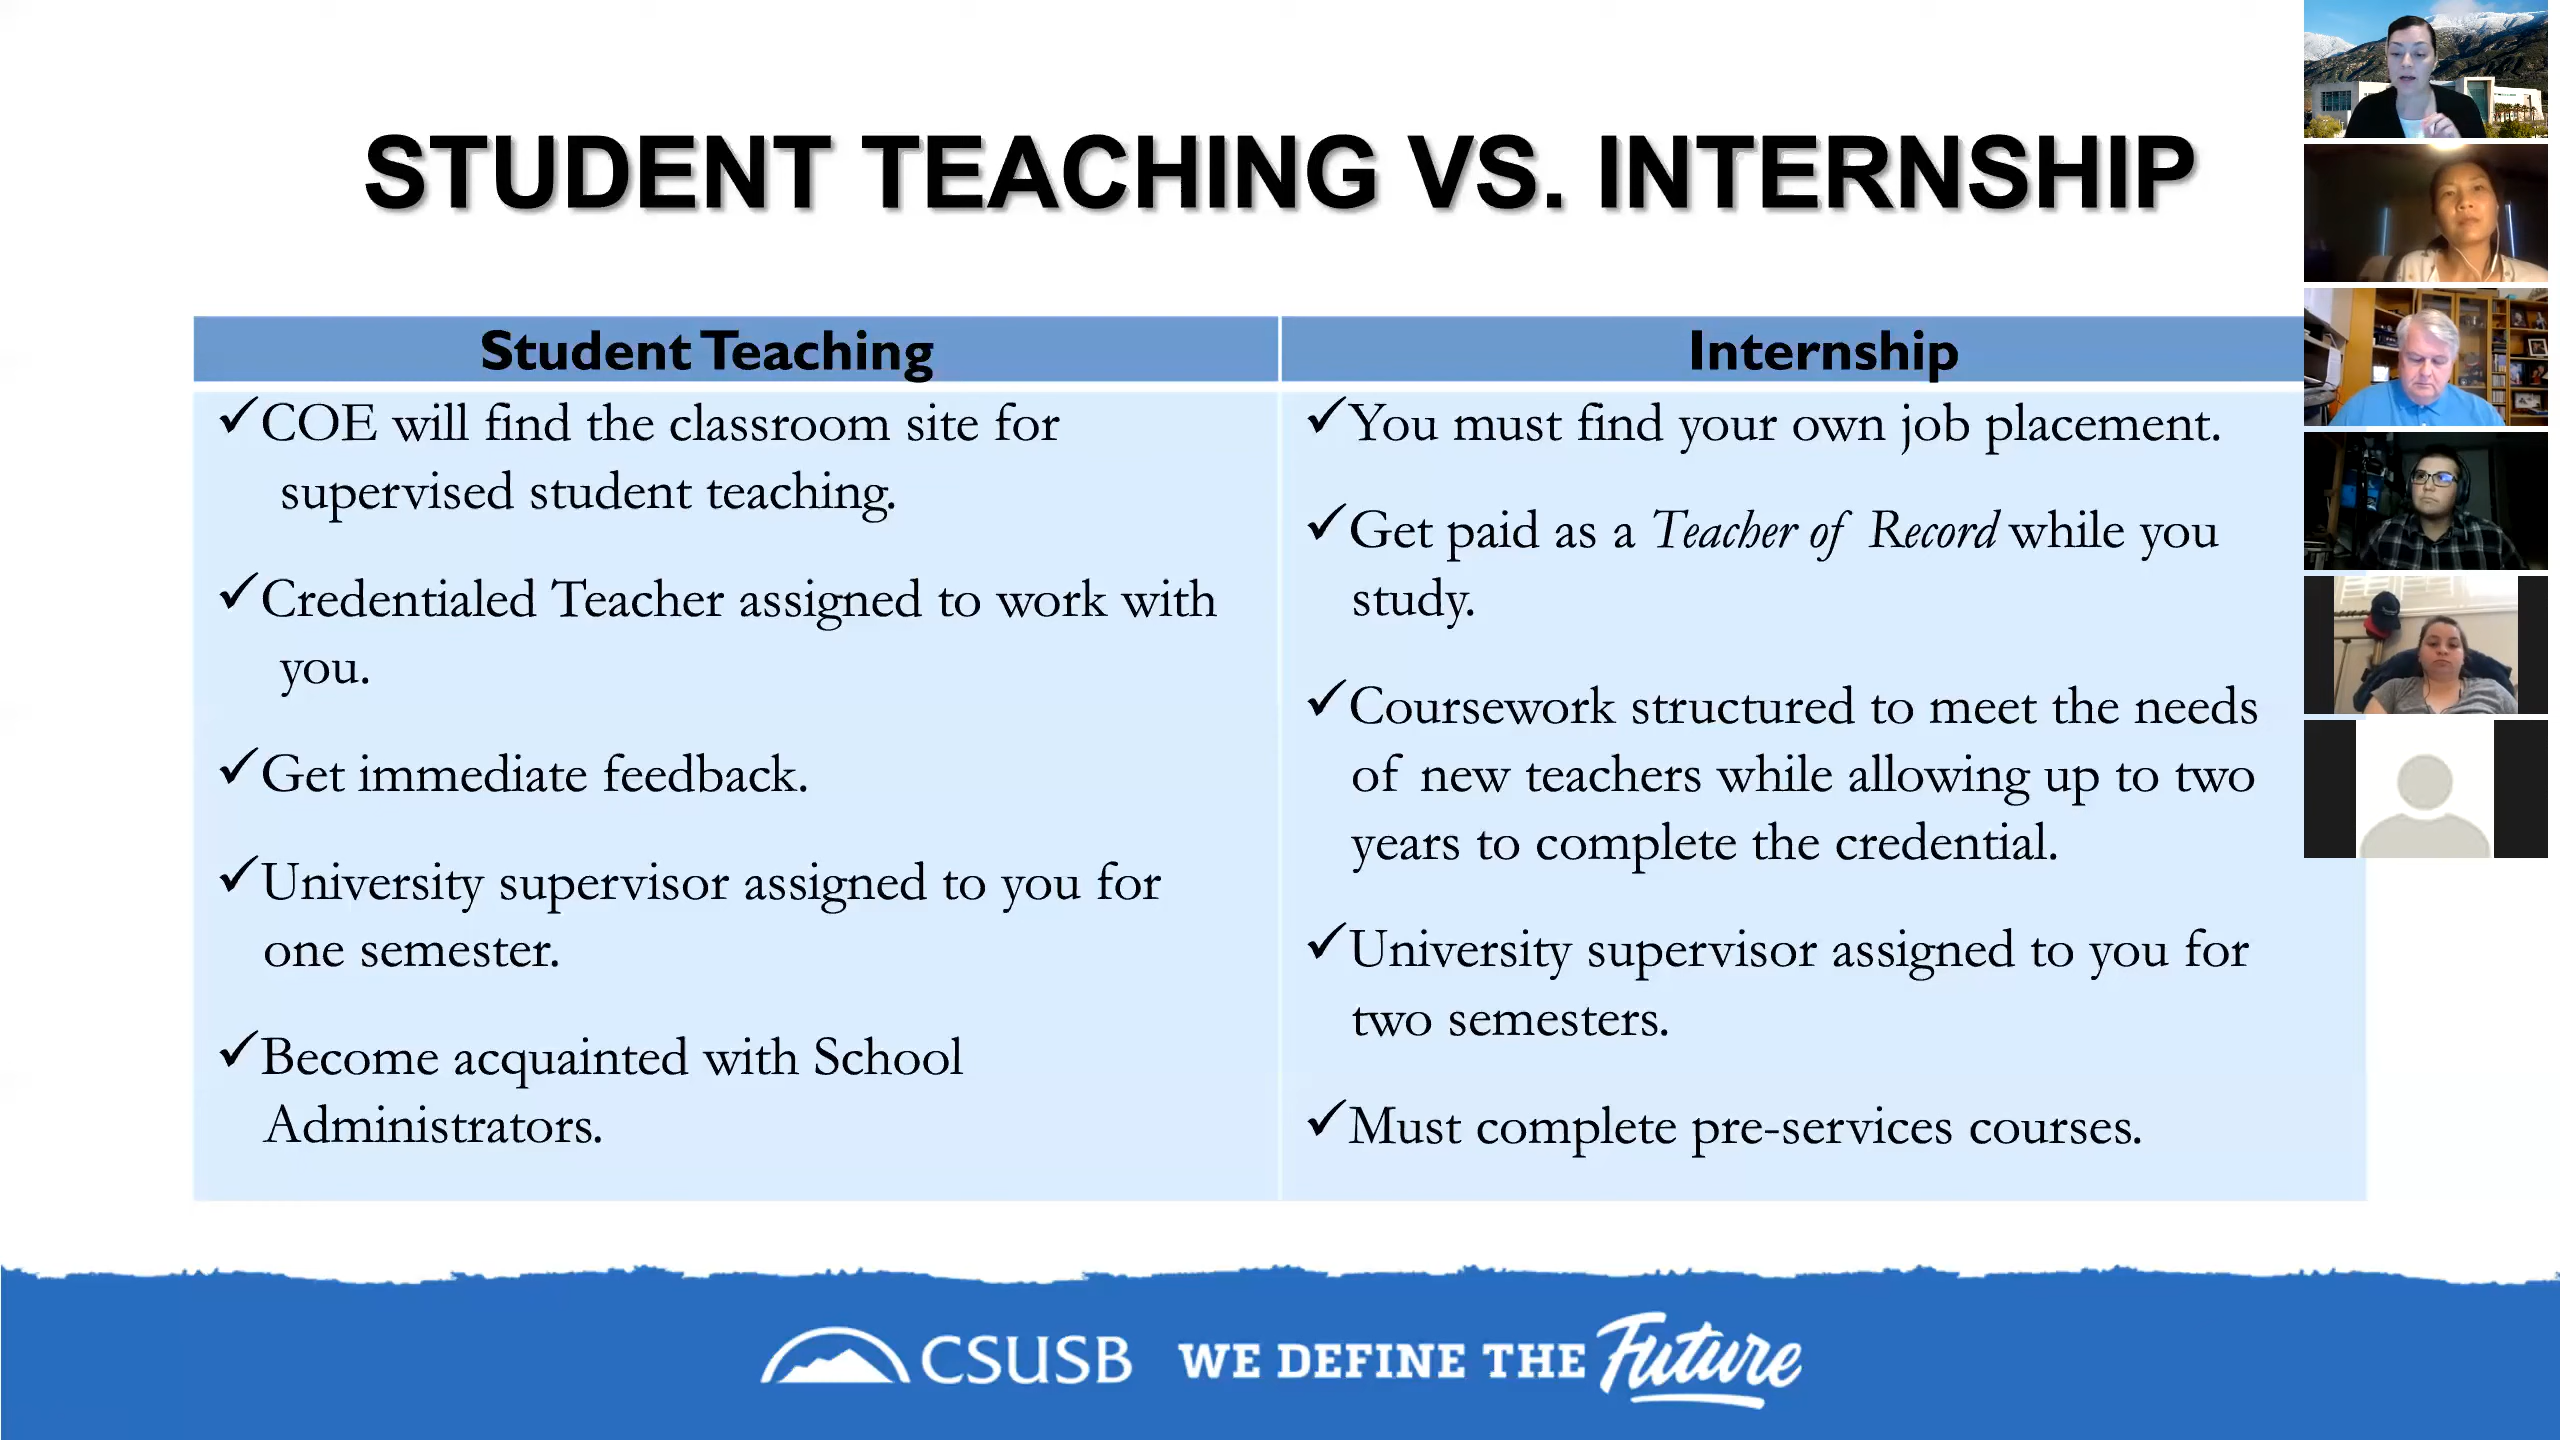 STUDENT TEACHING VS. INTERNSHIP
Student Teaching
✓COE will find the classroom site for
supervised student teaching.
✓Credentialed Teacher assigned to work with
you.
✓Get immediate feedback.
✓University supervisor assigned to you for
one semester.
✓Become acquainted with School
Administrators.
Internship
✓You must find your own job placement.
✓Get paid as a Teacher of Record while you
study.
✓Coursework structured to meet the needs
of new teachers while allowing up to two
years to complete the credential.
✓University supervisor assigned to you for
two semesters.
✓Must complete pre-services courses.
CSUSB WE DEFINE THE Future